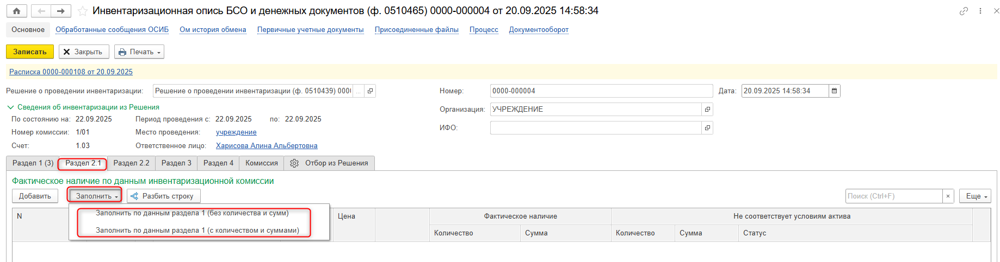 Инвентаризационная опись БСО и денежных документов (ф. 0510465) 0000-000004 от 20.09.2025 14:58:34
Основное Обработанные сообщения ОСИБ Ом история обмена Первичные учетные документы Присоединенные файлы Процесс Документооборот
Записать Закрыть Печать
Расписка 0000-000108 от 20.09.2025
Решение о проведении инвентаризации: Решение о проведении инвентаризации (ф. 0510439) 000 ... Номер: 0000-000004 Дата: 20.09.2025 14:58:34
Сведения об инвентаризации из Решения
Организация: УЧРЕЖДЕНИЕ
По состоянию на: 22.09.2025 Период проведения с: 22.09.2025 по: 22.09.2025
ИФО:
Номер комиссии: 1/01 Место проведения: учреждение
Счет: 1.03 Ответственное лицо: Харисова Алина Альбертовна
Раздел 1 (3) Раздел 2.1 Раздел 2.2 Раздел 3 Раздел 4 Комиссия Отбор из Решения
Фактическое наличие по данным инвентаризационной комиссии
Добавить Заполнить Разбить строку Поиск (Ctrl+F) × Еще
Заполнить по данным раздела 1 (без количества и сумм)
Заполнить по данным раздела 1 (с количеством и суммами)
N Цена Фактическое наличие Не соответствует условиям актива
Количество Сумма Количество Сумма Статус